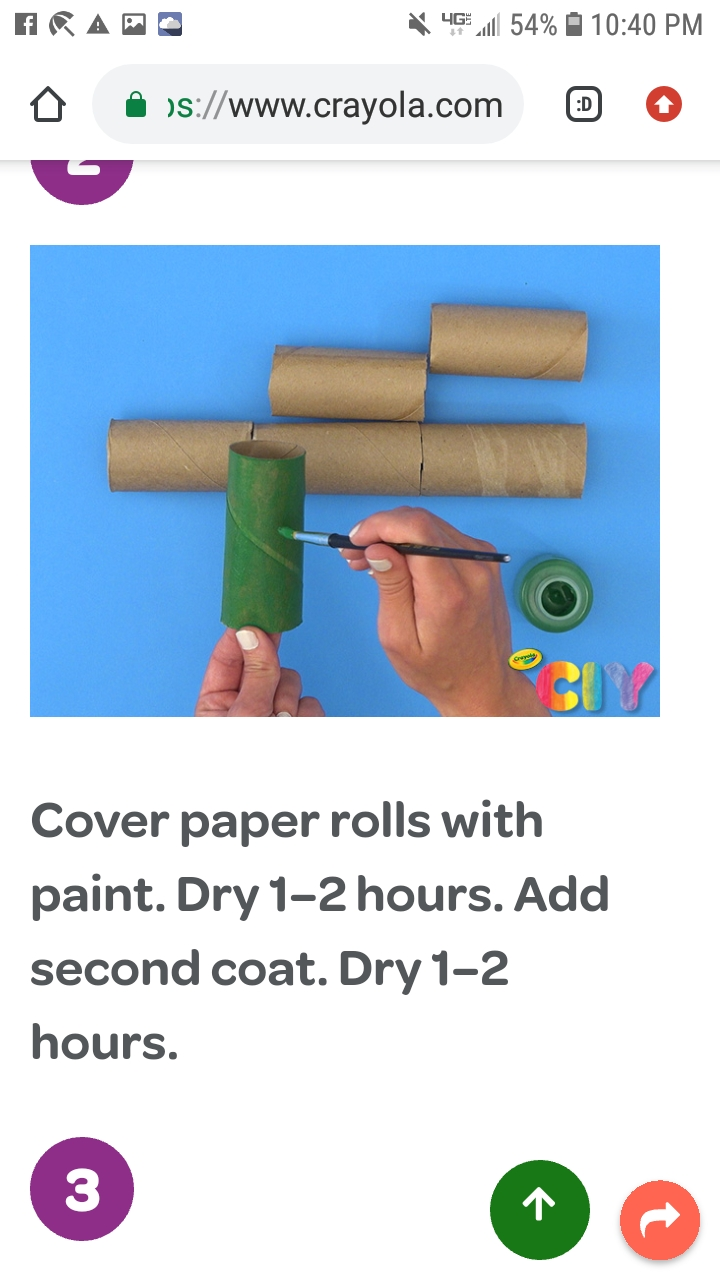 4G LTE 54% 10:40 PM
ps://www.crayola.com :D
2
Crayola
CIY
Cover paper rolls with
paint. Dry 1–2 hours. Add
second coat. Dry 1–2
hours.
3